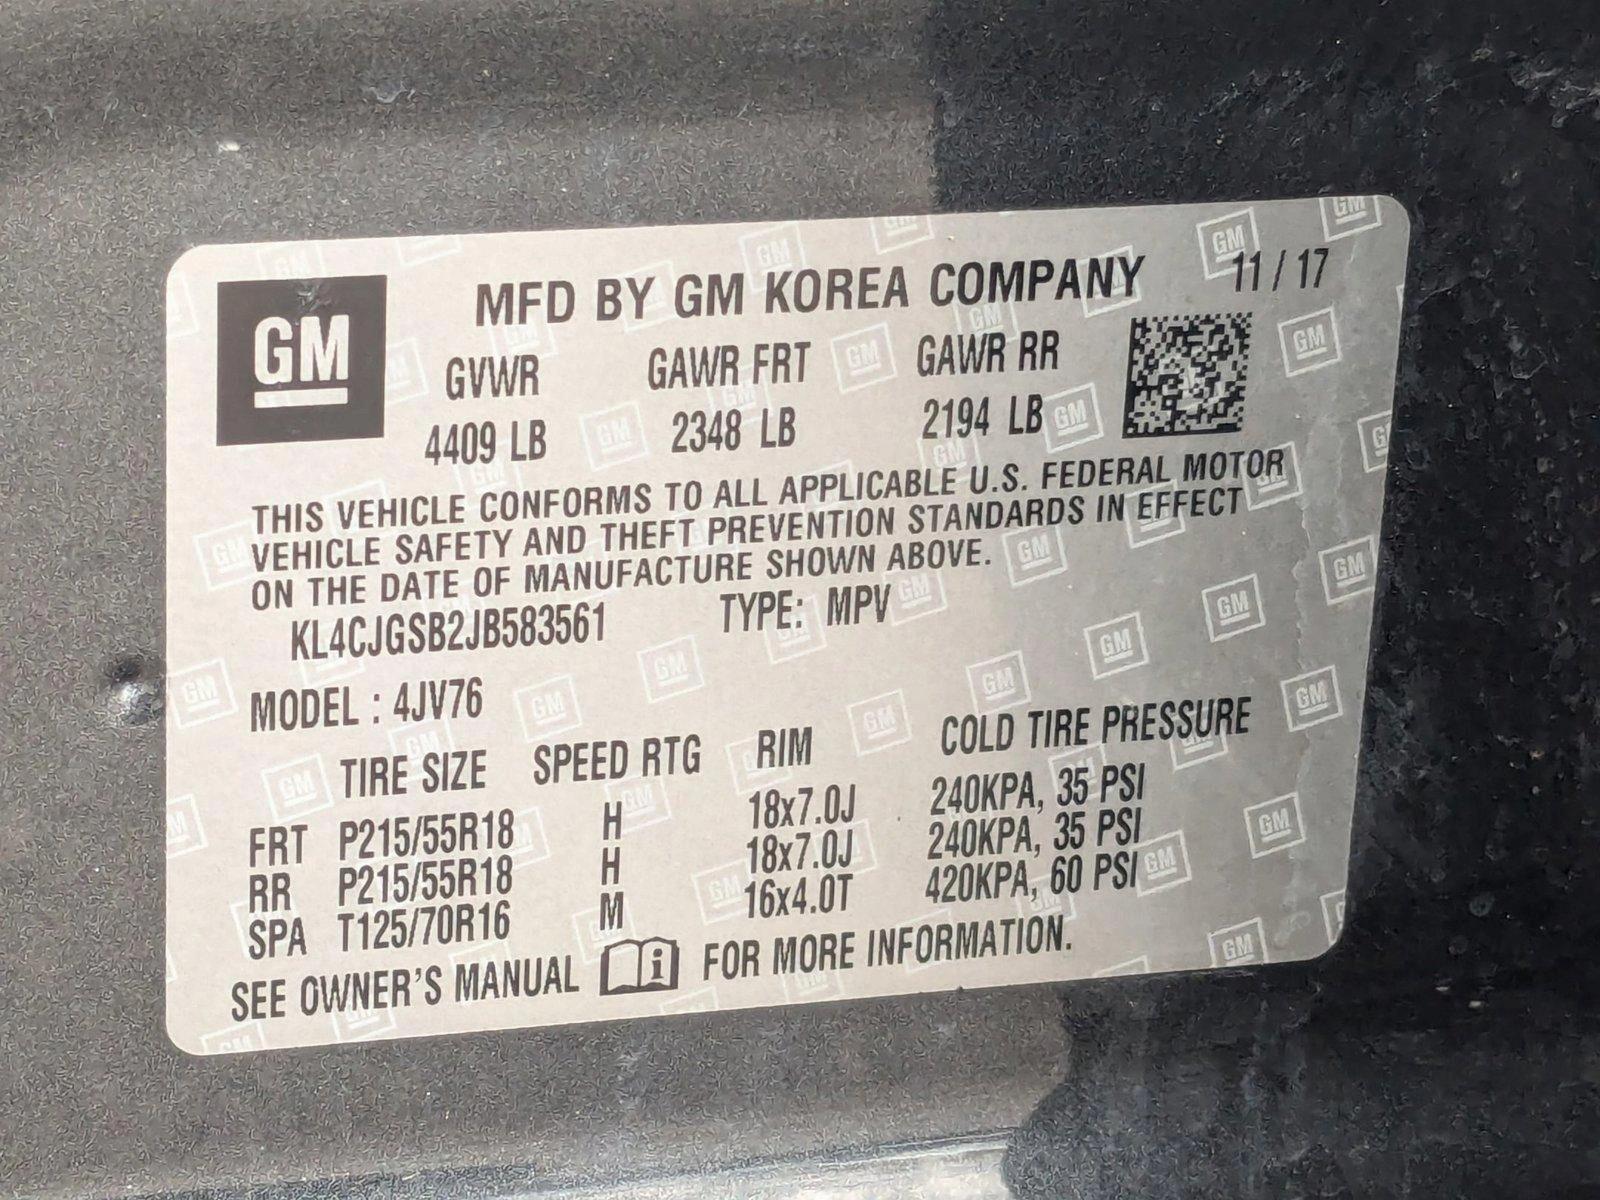 GM
MFD BY GM KOREA COMPANY 11/17
GVWR GAWR FRT GAWR RR
4409 LB 2348 LB 2194 LB
THIS VEHICLE CONFORMS TO ALL APPLICABLE U.S. FEDERAL MOTOR
VEHICLE SAFETY AND THEFT PREVENTION STANDARDS IN EFFECT
ON THE DATE OF MANUFACTURE SHOWN ABOVE.
KL4CJGSB2JB583561 TYPE: MPV
MODEL : 4JV76
TIRE SIZE SPEED RTG RIM COLD TIRE PRESSURE
FRT P215/55R18 H 18x7.0J 240KPA, 35 PSI
RR P215/55R18 H 18x7.0J 240KPA, 35 PSI
SPA T125/70R16 M 16x4.0T 420KPA, 60 PSI
SEE OWNER'S MANUAL i FOR MORE INFORMATION.